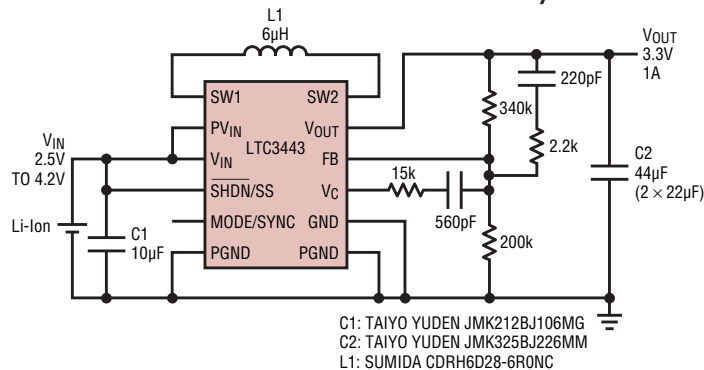 L1
6µH
VOUT
3.3V
1A
SW1
SW2
220pF
340k
PVIN
VOUT
LTC3443
VIN
2.5V
TO 4.2V
VIN
FB
2.2k
C2
44µF
(2 × 22µF)
SHDN/SS
VC
15k
Li-Ion
MODE/SYNC
GND
560pF
C1
10µF
200k
PGND
PGND
C1: TAIYO YUDEN JMK212BJ106MG
C2: TAIYO YUDEN JMK325BJ226MM
L1: SUMIDA CDRH6D28-6R0NC